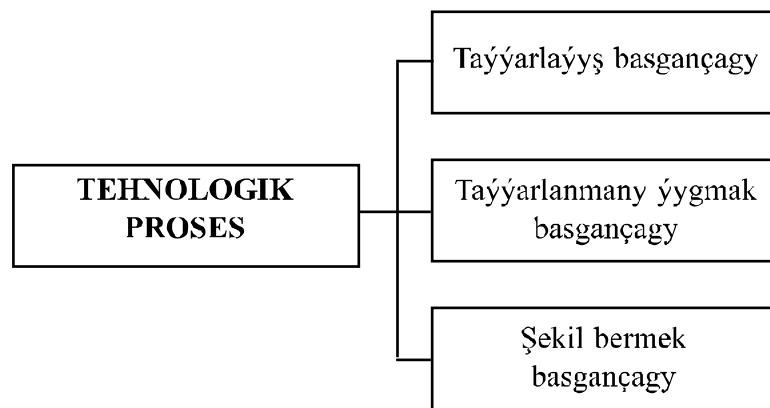 TEHNOLOGIK
PROSES
Taýýarlaýyş basgançagy
Taýýarlanmany ýygmak
basgançagy
Şekil bermek
basgançagy